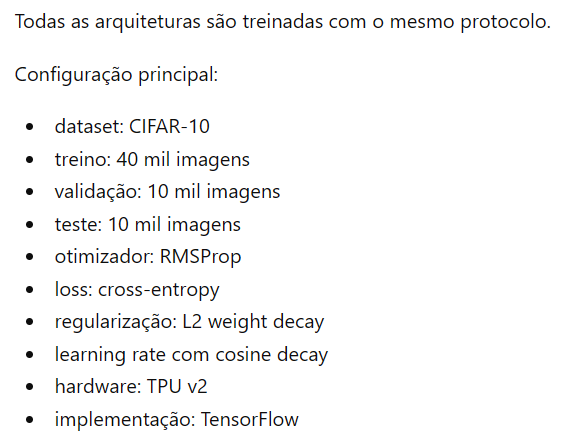 Todas as arquiteturas são treinadas com o mesmo protocolo.
Configuração principal:
• dataset: CIFAR-10
• treino: 40 mil imagens
• validação: 10 mil imagens
• teste: 10 mil imagens
• otimizador: RMSProp
• loss: cross-entropy
• regularização: L2 weight decay
• learning rate com cosine decay
• hardware: TPU v2
• implementação: TensorFlow